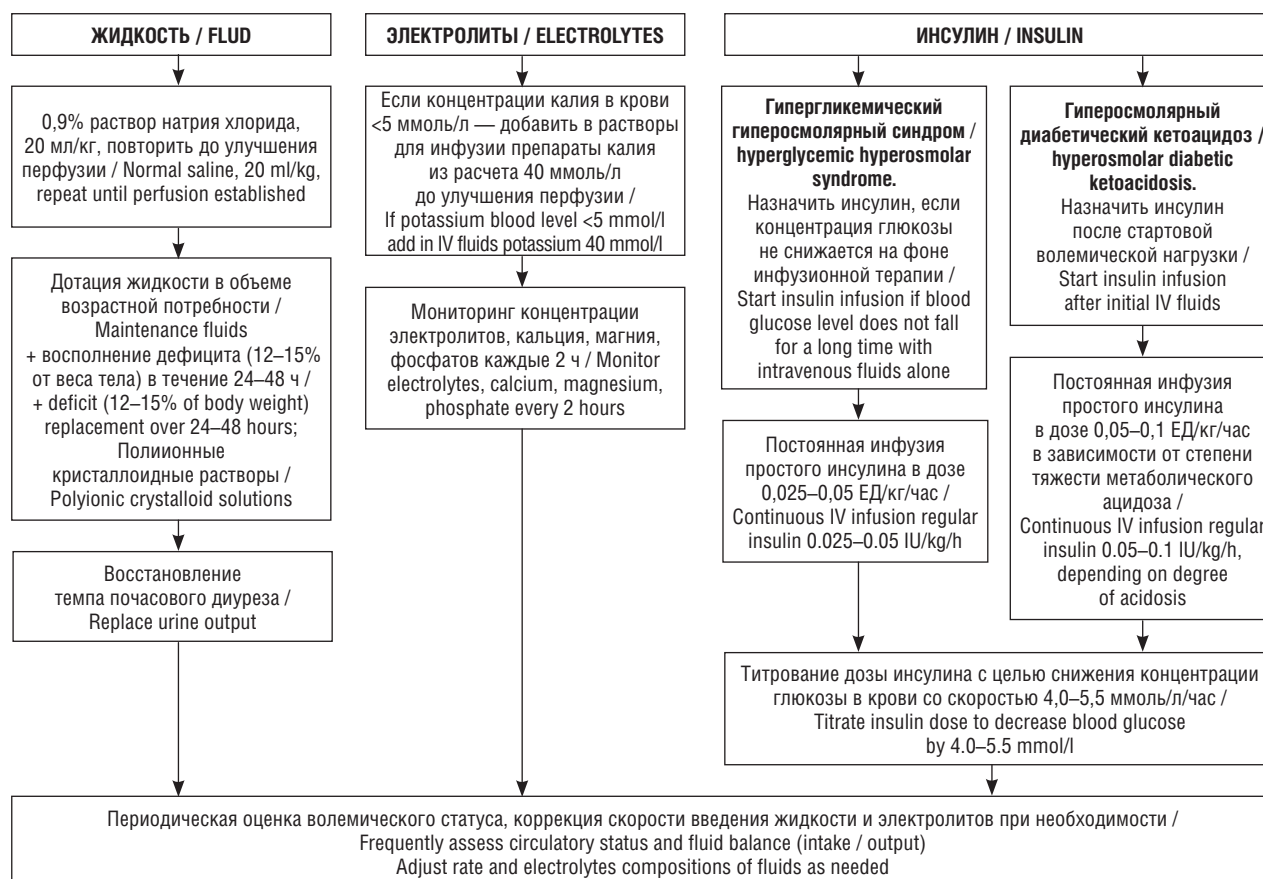 ЖИДКОСТЬ / FLUD
0,9% раствор натрия хлорида,
20 мл/кг, повторить до улучшения
перфузии / Normal saline, 20 ml/kg,
repeat until perfusion established
Дотация жидкости в объеме
возрастной потребности /
Maintenance fluids
+ восполнение дефицита (12–15%
от веса тела) в течение 24–48 ч /
+ deficit (12–15% of body weight)
replacement over 24–48 hours;
Полиионные
кристаллоидные растворы /
Polyionic crystalloid solutions
Восстановление
темпа почасового диуреза /
Replace urine output
ЭЛЕКТРОЛИТЫ / ELECTROLYTES
Если концентрации калия в крови
<5 ммоль/л — добавить в растворы
для инфузии препараты калия
из расчета 40 ммоль/л
до улучшения перфузии /
If potassium blood level <5 mmol/l
add in IV fluids potassium 40 mmol/l
Мониторинг концентрации
электролитов, кальция, магния,
фосфатов каждые 2 ч / Monitor
electrolytes, calcium, magnesium,
phosphate every 2 hours
ИНСУЛИН / INSULIN
Гипергликемический
гиперосмолярный синдром /
hyperglycemic hyperosmolar
syndrome.
Назначить инсулин, если
концентрация глюкозы
не снижается на фоне
инфузионной терапии /
Start insulin infusion if blood
glucose level does not fall
for a long time with
intravenous fluids alone
Постоянная инфузия
простого инсулина в дозе
0,025–0,05 ЕД/кг/час /
Continuous IV infusion regular
insulin 0.025–0.05 IU/kg/h
Гиперосмолярный
диабетический кетоацидоз /
hyperosmolar diabetic
ketoacidosis.
Назначить инсулин
после стартовой
волемической нагрузки /
Start insulin infusion
after initial IV fluids
Постоянная инфузия
простого инсулина
в дозе 0,05–0,1 ЕД/кг/час
в зависимости от степени
тяжести метаболического
ацидоза /
Continuous IV infusion regular
insulin 0.05–0.1 IU/kg/h,
depending on degree
of acidosis
Титрование дозы инсулина с целью снижения концентрации
глюкозы в крови со скоростью 4,0–5,5 ммоль/л/час /
Titrate insulin dose to decrease blood glucose
by 4.0–5.5 mmol/l
Периодическая оценка волемического статуса, коррекция скорости введения жидкости и электролитов при необходимости /
Frequently assess circulatory status and fluid balance (intake / output)
Adjust rate and electrolytes compositions of fluids as needed